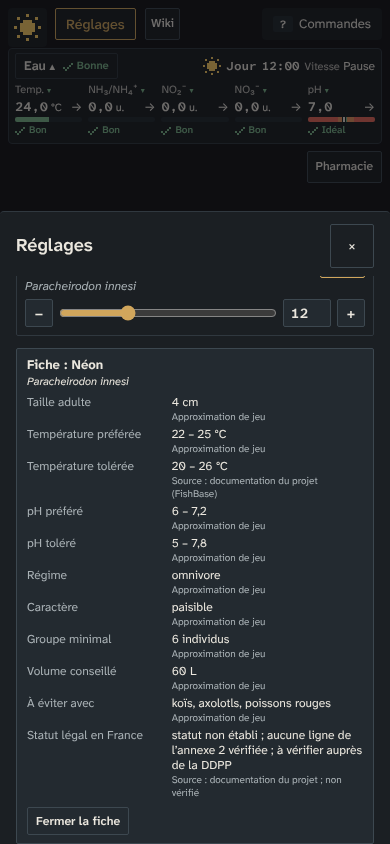 Réglages
Wiki
? Commandes
Eau ▴ Bonne
Jour 12:00 Vitesse Pause
Temp. ▾ NH₃/NH₄⁺ ▾ NO₂⁻ ▾ NO₃⁻ ▾ pH ▾
24,0 °C → 0,0 u. → 0,0 u. → 0,0 u. → 7,0 →
Bon Bon Bon Bon Idéal
Pharmacie
Réglages
×
Paracheirodon innesi
− 12 +
Fiche : Néon
Paracheirodon innesi
Taille adulte 4 cm
Approximation de jeu
Température préférée 22 – 25 °C
Approximation de jeu
Température tolérée 20 – 26 °C
Source : documentation du projet
(FishBase)
pH préféré 6 – 7,2
Approximation de jeu
pH toléré 5 – 7,8
Approximation de jeu
Régime omnivore
Approximation de jeu
Caractère paisible
Approximation de jeu
Groupe minimal 6 individus
Approximation de jeu
Volume conseillé 60 L
Approximation de jeu
À éviter avec koïs, axolotls, poissons rouges
Approximation de jeu
Statut légal en France statut non établi ; aucune ligne de
l'annexe 2 vérifiée ; à vérifier auprès
de la DDPP
Source : documentation du projet ; non
vérifié
Fermer la fiche